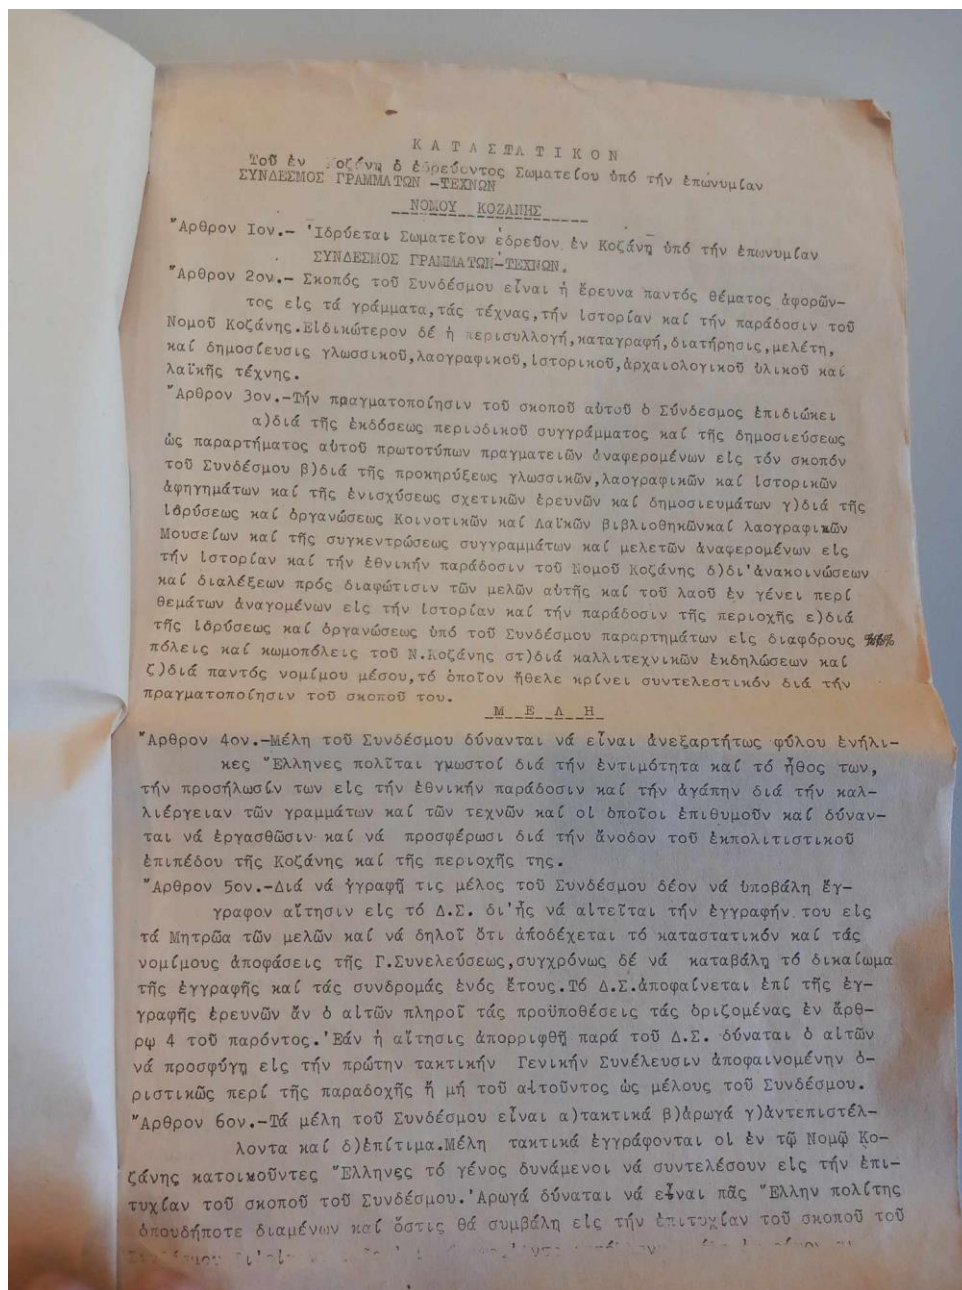 ΚΑΤΑΣΤΑΤΙΚΟΝ
Τοῦ ἐν Κοζάνῃ ὁ ἑδρεύοντος Σωματείου ὑπό τήν ἐπωνυμίαν
ΣΥΝΔΕΣΜΟΣ ΓΡΑΜΜΑΤΩΝ -ΤΕΧΝΩΝ
ΝΟΜΟΥ ΚΟΖΑΝΗΣ
Ἄρθρον Ιον.- Ἱδρύεται Σωματεῖον ἑδρεῦον ἐν Κοζάνῃ ὑπό τήν ἐπωνυμίαν
ΣΥΝΔΕΣΜΟΣ ΓΡΑΜΜΑΤΩΝ-ΤΕΧΝΩΝ.
Ἄρθρον 2ον.- Σκοπός τοῦ Συνδέσμου εἶναι ἡ ἔρευνα παντός θέματος ἀφορῶν-
τος εἰς τά γράμματα,τάς τέχνας,τήν ἱστορίαν καί τήν παράδοσιν τοῦ
Νομοῦ Κοζάνης.Εἰδικώτερον δέ ἡ περισυλλογή,καταγραφή,διατήρησις,μελέτη,
καί δημοσίευσις γλωσσικοῦ,λαογραφικοῦ,ἱστορικοῦ,ἀρχαιολογικοῦ ὑλικοῦ καί
λαϊκῆς τέχνης.
Ἄρθρον 3ον.-Τήν πραγματοποίησιν τοῦ σκοποῦ αὐτοῦ ὁ Σύνδεσμος ἐπιδιώκει
α)διά τῆς ἐκδόσεως περιοδικοῦ συγγράμματος καί τῆς δημοσιεύσεως
ὡς παραρτήματος αὐτοῦ πρωτοτύπων πραγματειῶν ἀναφερομένων εἰς τόν σκοπόν
τοῦ Συνδέσμου β)διά τῆς προκηρύξεως γλωσσικῶν,λαογραφικῶν καί ἱστορικῶν
ἀφηγημάτων καί τῆς ἐνισχύσεως σχετικῶν ἐρευνῶν καί δημοσιευμάτων γ)διά τῆς
ἱδρύσεως καί ὀργανώσεως Κοινοτικῶν καί Λαϊκῶν βιβλιοθηκῶνκαί λαογραφικῶν
Μουσείων καί τῆς συγκεντρώσεως συγγραμμάτων καί μελετῶν ἀναφερομένων εἰς
τήν ἱστορίαν καί τήν ἐθνικήν παράδοσιν τοῦ Νομοῦ Κοζάνης δ)δι'ἀνακοινώσεων
καί διαλέξεων πρός διαφώτισιν τῶν μελῶν αὐτῆς καί τοῦ λαοῦ ἐν γένει περί
θεμάτων ἀναγομένων εἰς τήν ἱστορίαν καί τήν παράδοσιν τῆς περιοχῆς ε)διά
τῆς ἱδρύσεως καί ὀργανώσεως ὑπό τοῦ Συνδέσμου παραρτημάτων εἰς διαφόρους
πόλεις καί κωμοπόλεις τοῦ Ν.Κοζάνης στ)διά καλλιτεχνικῶν ἐκδηλώσεων καί
ζ)διά παντός νομίμου μέσου,τό ὁποῖον ἤθελε κρίνει συντελεστικόν διά τήν
πραγματοποίησιν τοῦ σκοποῦ του.
ΜΕΛΗ
Ἄρθρον 4ον.-Μέλη τοῦ Συνδέσμου δύνανται νά εἶναι ἀνεξαρτήτως φύλου ἐνήλι-
κες Ἕλληνες πολῖται γνωστοί διά τήν ἐντιμότητα καί τό ἦθος των,
τήν προσήλωσίν των εἰς τήν ἐθνικήν παράδοσιν καί τήν ἀγάπην διά τήν καλ-
λιέργειαν τῶν γραμμάτων καί τῶν τεχνῶν καί οἱ ὁποῖοι ἐπιθυμοῦν καί δύναν-
ται νά ἐργασθῶσιν καί νά προσφέρωσι διά τήν ἄνοδον τοῦ ἐκπολιτιστικοῦ
ἐπιπέδου τῆς Κοζάνης καί τῆς περιοχῆς της.
Ἄρθρον 5ον.-Διά νά γγραφῇ τις μέλος τοῦ Συνδέσμου δέον νά ὑποβάλη ἔγ-
γραφον αἴτησιν εἰς τό Δ.Σ. δι'ἧς νά αἰτεῖται τήν ἐγγραφήν του εἰς
τά Μητρῶα τῶν μελῶν καί νά δηλοῖ ὅτι ἀποδέχεται τό καταστατικόν καί τάς
νομίμους ἀποφάσεις τῆς Γ.Συνελεύσεως,συγχρόνως δέ νά καταβάλῃ τό δικαίωμα
τῆς ἐγγραφῆς καί τάς συνδρομάς ἑνός ἔτους.Τό Δ.Σ.ἀποφαίνεται ἐπί τῆς ἐγ-
γραφῆς ἐρευνῶν ἄν ὁ αἰτῶν πληροῖ τάς προϋποθέσεις τάς ὁριζομένας ἐν ἄρθ-
ρῳ 4 τοῦ παρόντος.Ἐάν ἡ αἴτησις ἀπορριφθῇ παρά τοῦ Δ.Σ. δύναται ὁ αἰτῶν
νά προσφύγῃ εἰς τήν πρώτην τακτικήν Γενικήν Συνέλευσιν ἀποφαινομένην ὁ-
ριστικῶς περί τῆς παραδοχῆς ἤ μή τοῦ αἰτοῦντος ὡς μέλους τοῦ Συνδέσμου.
Ἄρθρον 6ον.-Τά μέλη τοῦ Συνδέσμου εἶναι α)τακτικά β)ἀρωγά γ)ἀντεπιστέλ-
λοντα καί δ)ἐπίτιμα.Μέλη τακτικά ἐγγράφονται οἱ ἐν τῷ Νομῷ Κο-
ζάνης κατοικοῦντες Ἕλληνες τό γένος δυνάμενοι νά συντελέσουν εἰς τήν ἐπι-
τυχίαν τοῦ σκοποῦ τοῦ Συνδέσμου.Ἀρωγά δύναται νά εἶναι πᾶς Ἕλλην πολίτης
ὁπουδήποτε διαμένων καί ὅστις θά συμβάλη εἰς τήν ἐπιτυχίαν τοῦ σκοποῦ τοῦ